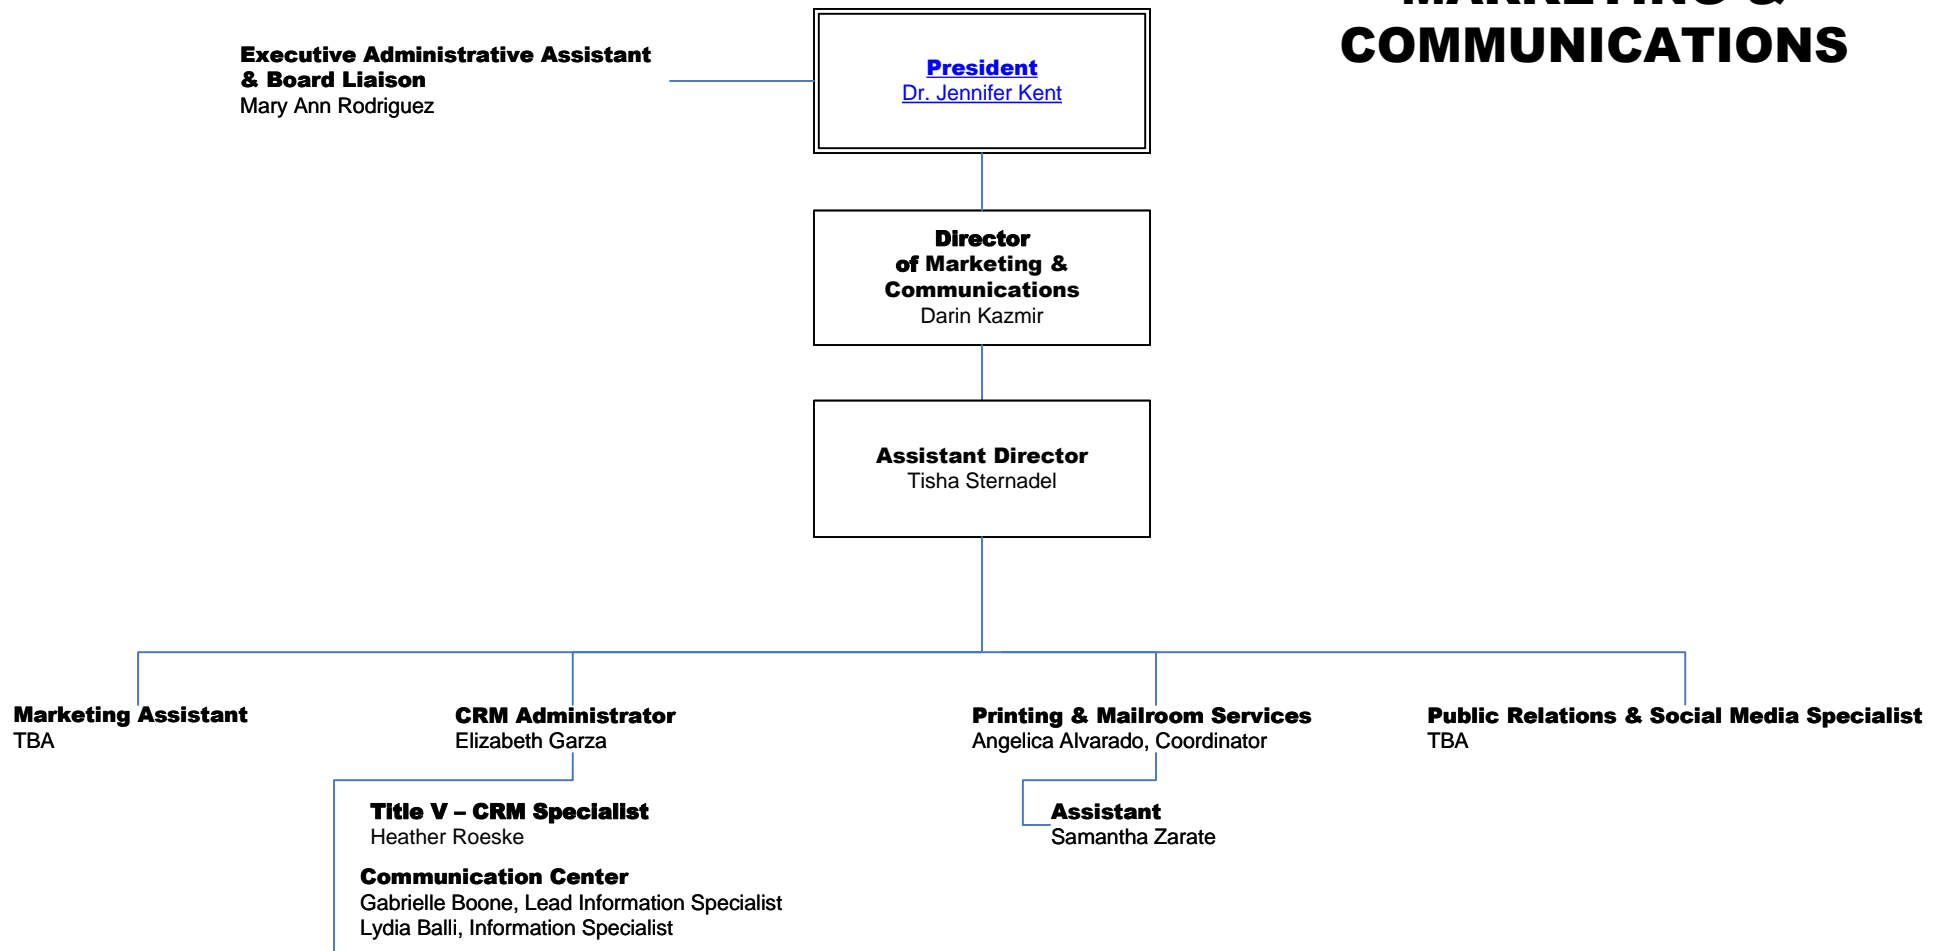 MARKETING &
COMMUNICATIONS
Executive Administrative Assistant
& Board Liaison
Mary Ann Rodriguez
President
Dr. Jennifer Kent
Director
of Marketing &
Communications
Darin Kazmir
Assistant Director
Tisha Sternadel
Marketing Assistant
TBA
CRM Administrator
Elizabeth Garza
Title V – CRM Specialist
Heather Roeske
Communication Center
Gabrielle Boone, Lead Information Specialist
Lydia Balli, Information Specialist
Printing & Mailroom Services
Angelica Alvarado, Coordinator
Assistant
Samantha Zarate
Public Relations & Social Media Specialist
TBA